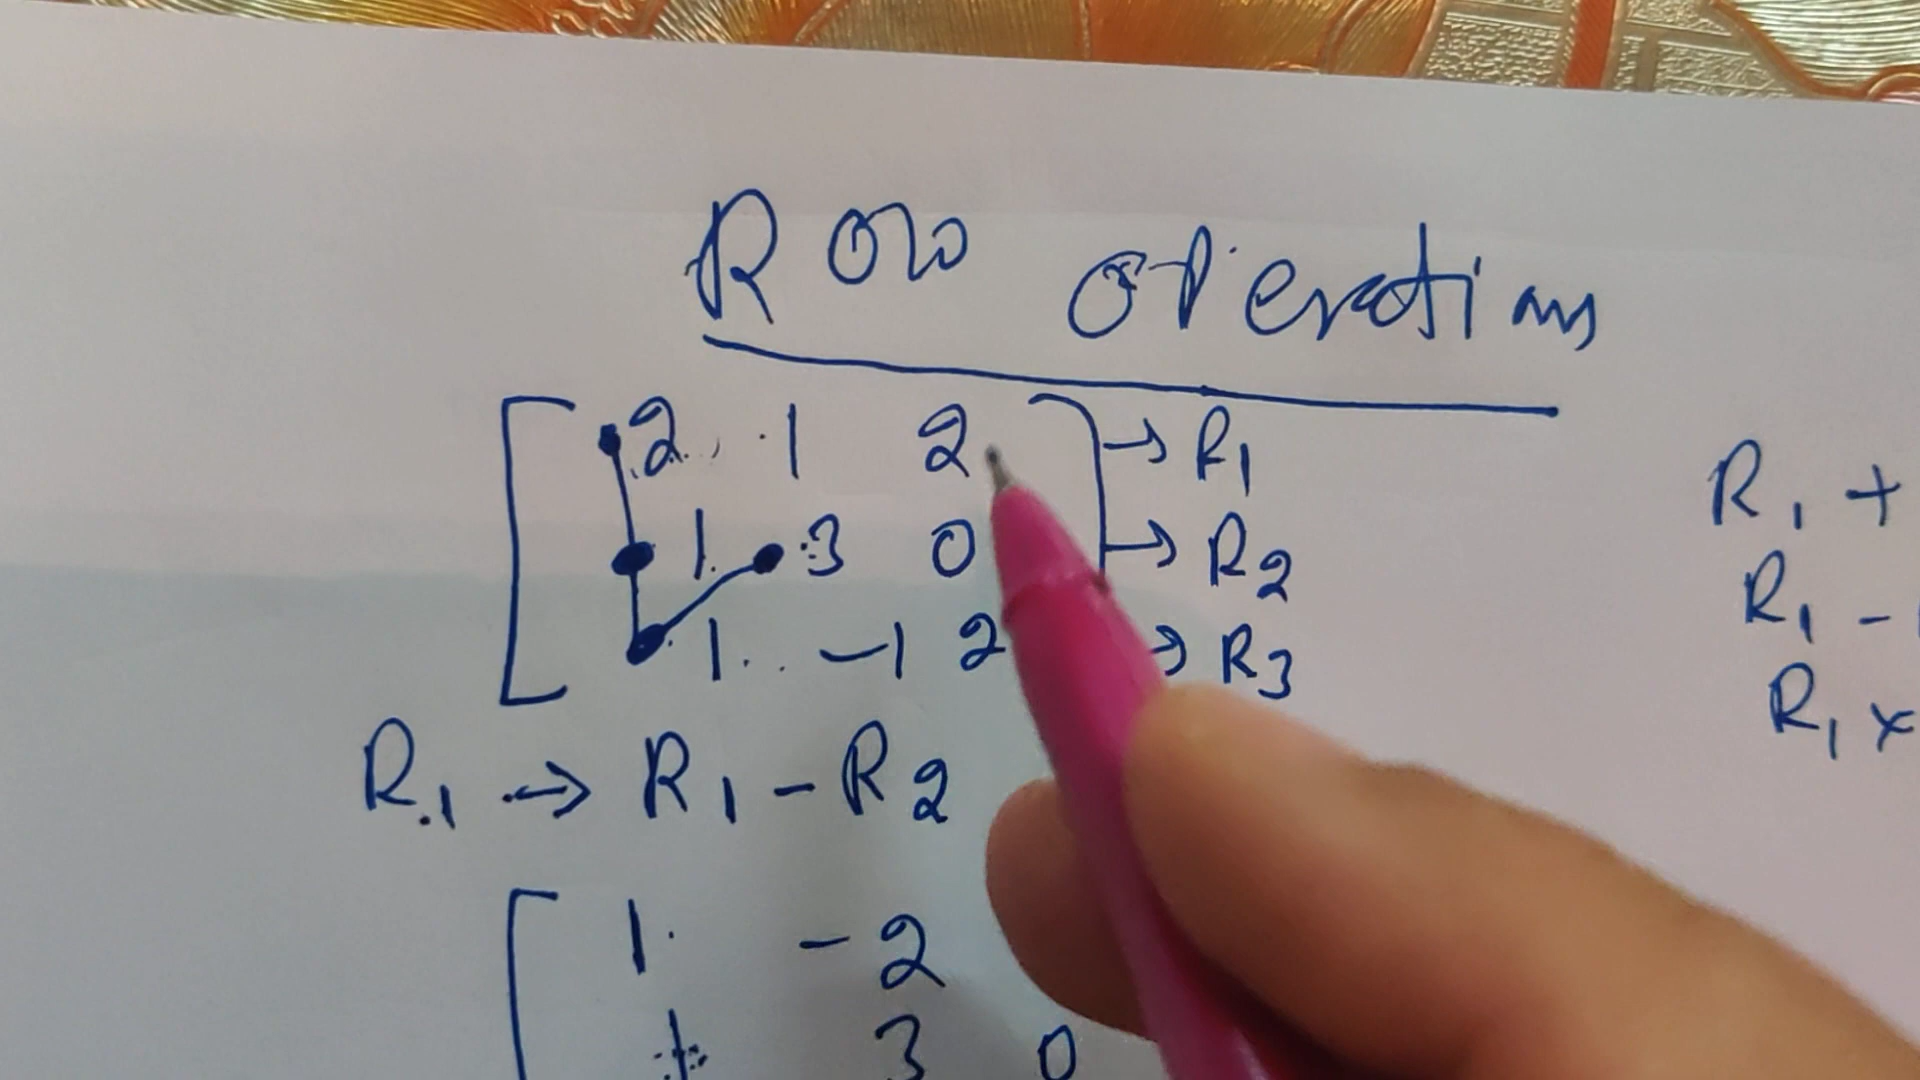 Row operations
2 1 2 → R1
1 3 0 → R2
1 -1 2 → R3
R1 → R1 - R2
1 -2
1 3 0
R1 +
R1 -
R1 ×